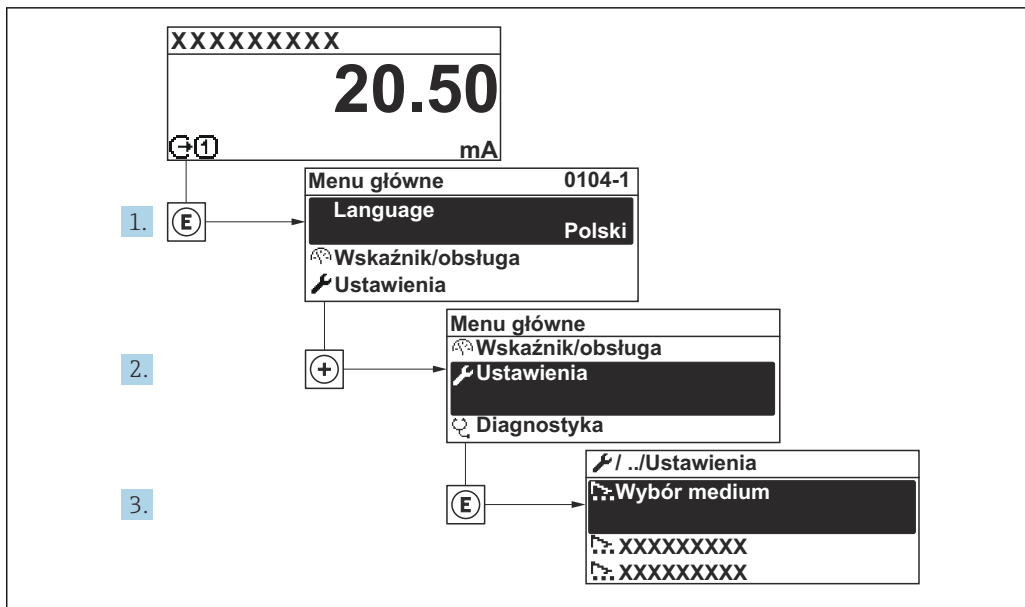 XXXXXXXXX
20.50
1
mA
1.
E
Menu główne 0104-1
Language
Polski
Wskaźnik/obsługa
Ustawienia
2.
+
Menu główne
Wskaźnik/obsługa
Ustawienia
Diagnostyka
3.
E
/ ../Ustawienia
Wybór medium
XXXXXXXXX
XXXXXXXXX